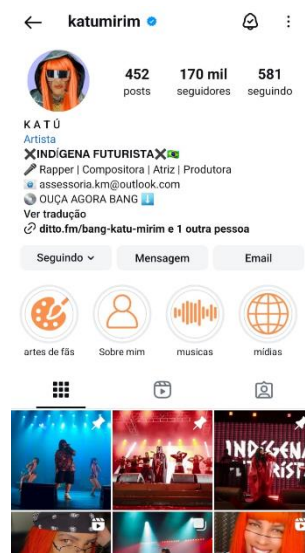 katumirim
452 170 mil 581
posts seguidores seguindo
K A T Ú
Artista
❌INDÍGENA FUTURISTA❌🇧🇷
🎤 Rapper | Compositora | Atriz | Produtora
📧 assessoria.km@outlook.com
💿 OUÇA AGORA BANG ⬇️
Ver tradução
ditto.fm/bang-katu-mirim e 1 outra pessoa
Seguindo Mensagem Email
artes de fãs Sobre mim musicas mídias
INDÍGENA